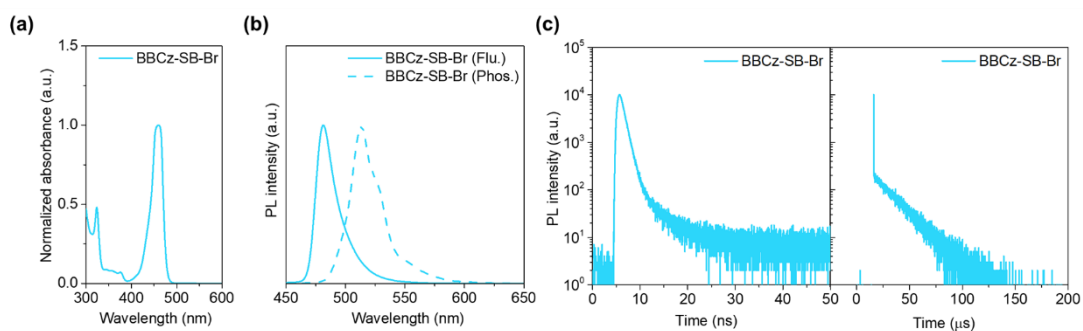 (a)
1.5
1.0
0.5
0.0
Normalized absorbance (a.u.)
BBCz-SB-Br
300 400 500 600
Wavelength (nm)
(b)
PL intensity (a.u.)
BBCz-SB-Br (Flu.)
BBCz-SB-Br (Phos.)
450 500 550 600 650
Wavelength (nm)
(c)
PL intensity (a.u.)
10⁵
10⁴
10³
10²
10¹
10⁰
BBCz-SB-Br
0 10 20 30 40 50
Time (ns)
BBCz-SB-Br
0 50 100 150 200
Time (μs)